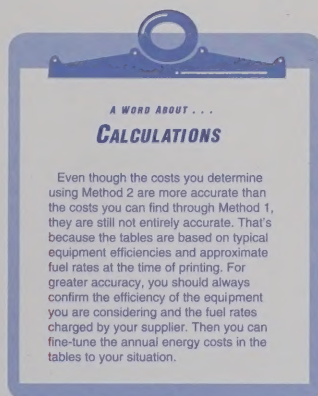 A WORD ABOUT . . .
CALCULATIONS
Even though the costs you determine
using Method 2 are more accurate than
the costs you can find through Method 1,
they are still not entirely accurate. That's
because the tables are based on typical
equipment efficiencies and approximate
fuel rates at the time of printing. For
greater accuracy, you should always
confirm the efficiency of the equipment
you are considering and the fuel rates
charged by your supplier. Then you can
fine-tune the annual energy costs in the
tables to your situation.